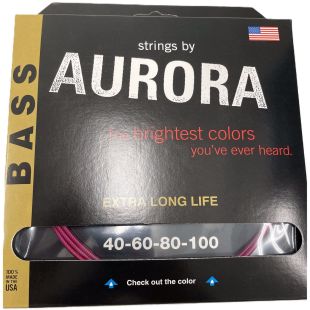 strings by
AURORA
BASS
the brightest colors
you've ever heard.
EXTRA LONG LIFE
40-60-80-100
100%
MADE
IN THE
USA
Check out the color